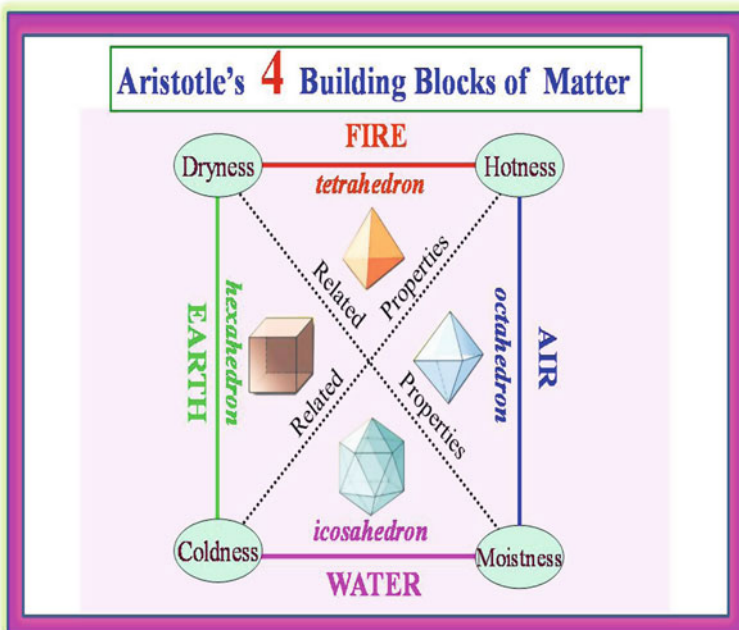 Aristotle's 4 Building Blocks of Matter
FIRE
Dryness
Hotness
tetrahedron
Related
Properties
EARTH
hexahedron
octahedron
AIR
Related
Properties
icosahedron
Coldness
Moistness
WATER